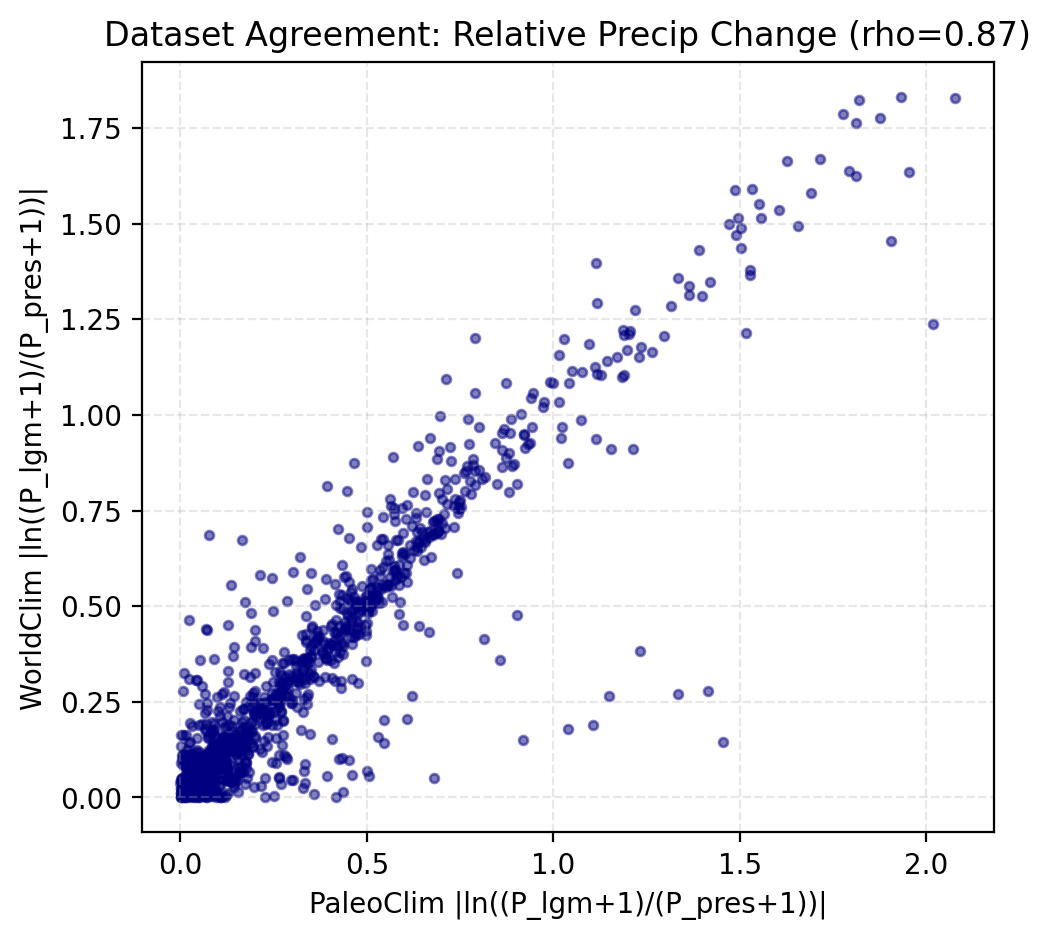 Dataset Agreement: Relative Precip Change (rho=0.87)
WorldClim |ln((P_lgm+1)/(P_pres+1))|
1.75
1.50
1.25
1.00
0.75
0.50
0.25
0.00
0.0 0.5 1.0 1.5 2.0
PaleoClim |ln((P_lgm+1)/(P_pres+1))|